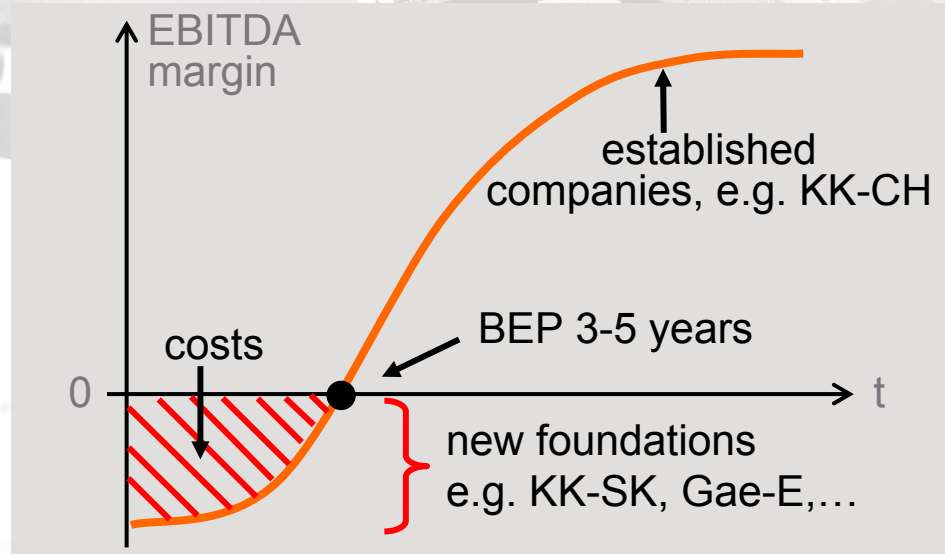 EBITDA
margin
established
companies, e.g. KK-CH
BEP 3-5 years
costs
0
t
new foundations
e.g. KK-SK, Gae-E,…